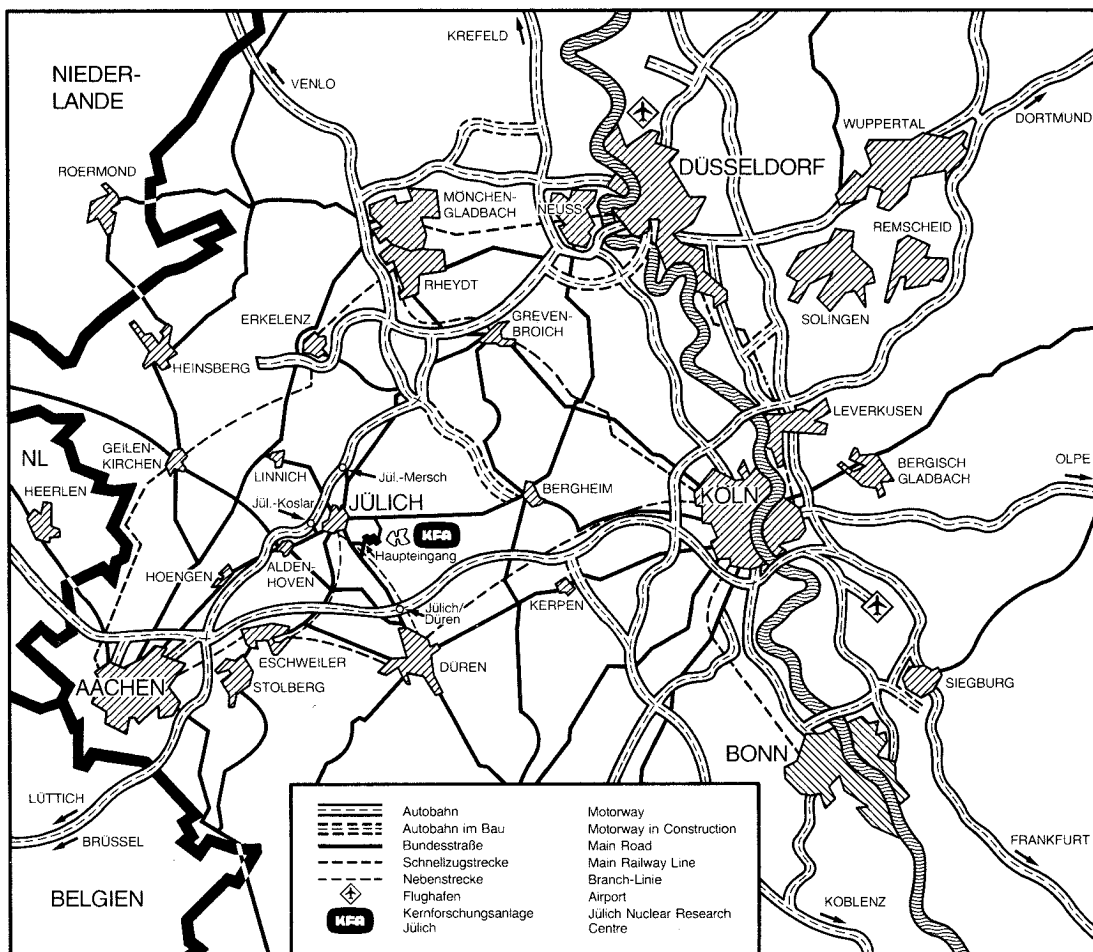 KREFELD
NIEDER-
LANDE
VENLO
DORTMUND
WUPPERTAL
DÜSSELDORF
ROERMOND
MÖNCHEN-
GLADBACH
NEUSS
REMSCHEID
RHEYDT
ERKELENZ
GREVEN-
BROICH
SOLINGEN
HEINSBERG
LEVERKUSEN
GEILEN-
KIRCHEN
NL
HEERLEN
LINNICH
Jül.-Mersch
BERGISCH
GLADBACH
OLPE
BERGHEIM
KÖLN
Jül.-Koslar
JÜLICH
KFA
Haupteingang
HOENGEN
ALDEN-
HOVEN
Jülich/
Düren
KERPEN
ESCHWEILER
DÜREN
AACHEN
STOLBERG
SIEGBURG
BONN
LÜTTICH
BRÜSSEL
FRANKFURT
BELGIEN
KOBLENZ
Autobahn Motorway
Autobahn im Bau Motorway in Construction
Bundesstraße Main Road
Schnellzugstrecke Main Railway Line
Nebenstrecke Branch-Linie
Flughafen Airport
KFA Kernforschungsanlage Jülich Nuclear Research
Jülich Centre